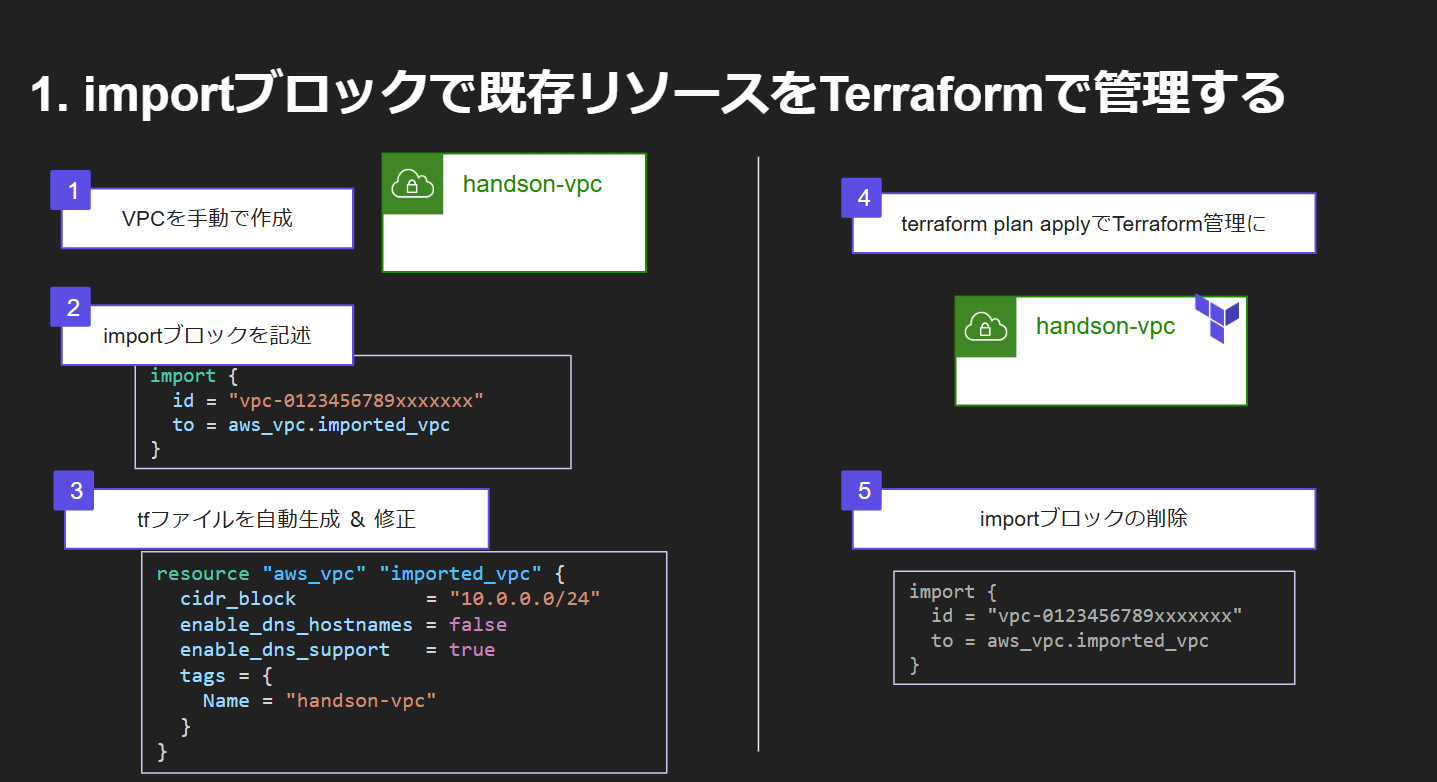 1. importブロックで既存リソースをTerraformで管理する
1
VPCを手動で作成
handson-vpc
2
importブロックを記述
import {
  id = "vpc-0123456789xxxxxxx"
  to = aws_vpc.imported_vpc
}
3
tfファイルを自動生成 & 修正
resource "aws_vpc" "imported_vpc" {
  cidr_block           = "10.0.0.0/24"
  enable_dns_hostnames = false
  enable_dns_support   = true
  tags = {
    Name = "handson-vpc"
  }
}
4
terraform plan applyでTerraform管理に
handson-vpc
5
importブロックの削除
import {
  id = "vpc-0123456789xxxxxxx"
  to = aws_vpc.imported_vpc
}